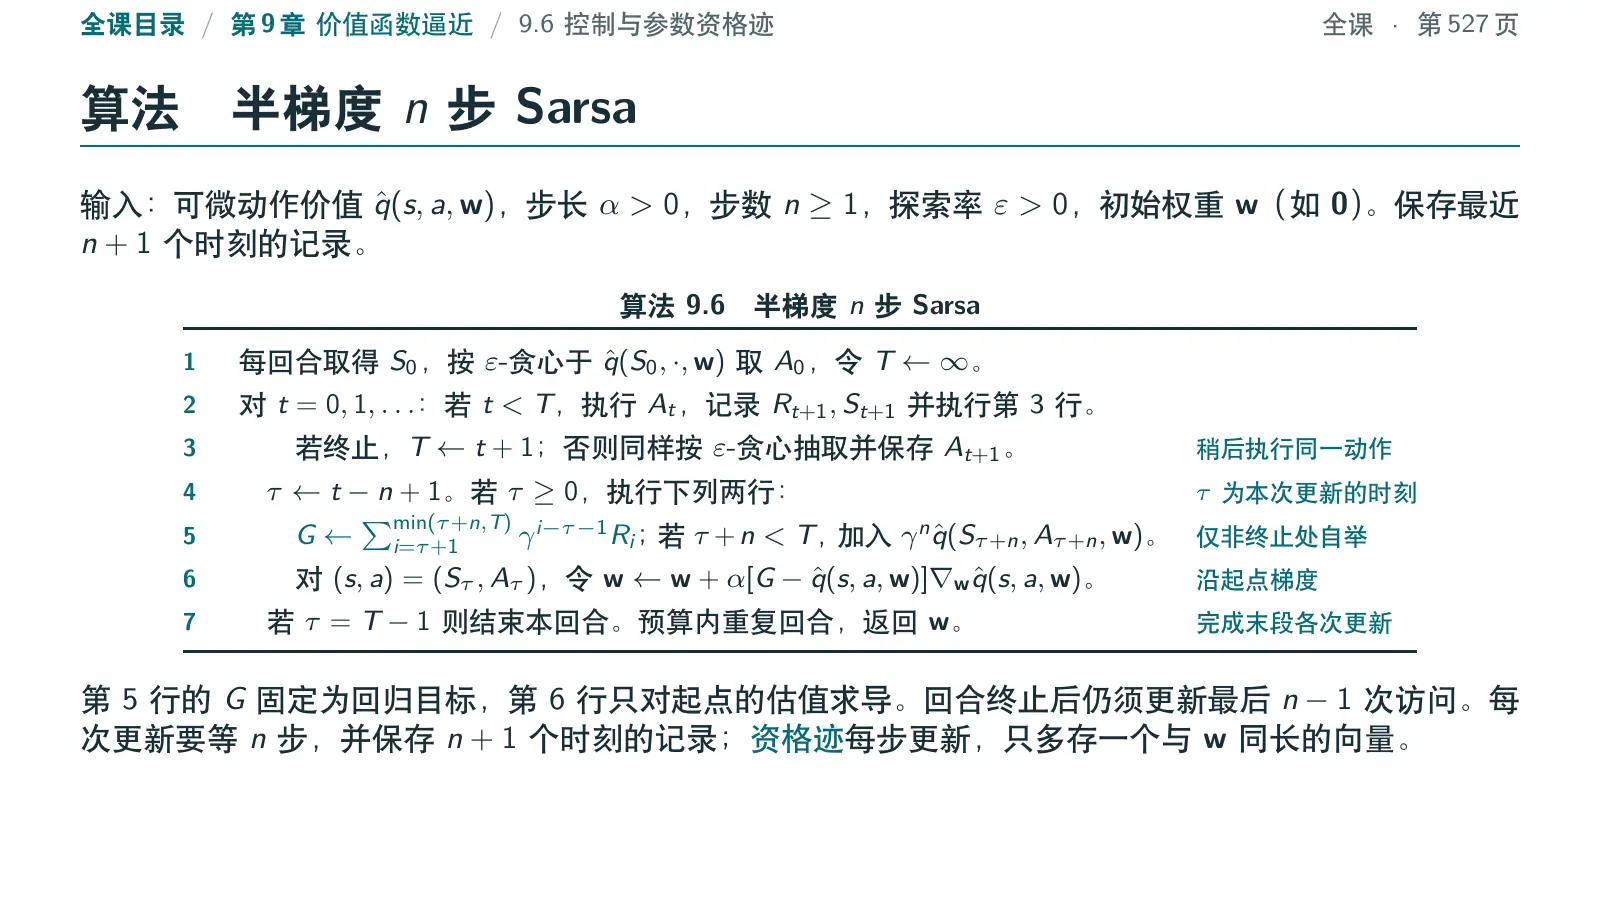 全课目录 / 第 9 章 价值函数逼近 / 9.6 控制与参数资格迹 全课 · 第 527 页
算法 半梯度 n 步 Sarsa
输入：可微动作价值 q̂(s, a, w)，步长 α > 0，步数 n ≥ 1，探索率 ε > 0，初始权重 w（如 0）。保存最近
n + 1 个时刻的记录。
算法 9.6 半梯度 n 步 Sarsa
1 每回合取得 S₀，按 ε-贪心于 q̂(S₀, ·, w) 取 A₀，令 T ← ∞。
2 对 t = 0, 1, …：若 t < T，执行 Aₜ，记录 Rₜ₊₁, Sₜ₊₁ 并执行第 3 行。
3 若终止，T ← t + 1；否则同样按 ε-贪心抽取并保存 Aₜ₊₁。 稍后执行同一动作
4 τ ← t − n + 1。若 τ ≥ 0，执行下列两行： τ 为本次更新的时刻
5 G ← ∑_{i=τ+1}^{min(τ+n,T)} γ^{i−τ−1} R_i；若 τ + n < T，加入 γⁿq̂(S_{τ+n}, A_{τ+n}, w)。 仅非终止处自举
6 对 (s, a) = (S_τ, A_τ)，令 w ← w + α[G − q̂(s, a, w)]∇_w q̂(s, a, w)。 沿起点梯度
7 若 τ = T − 1 则结束本回合。预算内重复回合，返回 w。 完成末段各次更新
第 5 行的 G 固定为回归目标，第 6 行只对起点的估值求导。回合终止后仍须更新最后 n − 1 次访问。每
次更新要等 n 步，并保存 n + 1 个时刻的记录；资格迹每步更新，只多存一个与 w 同长的向量。